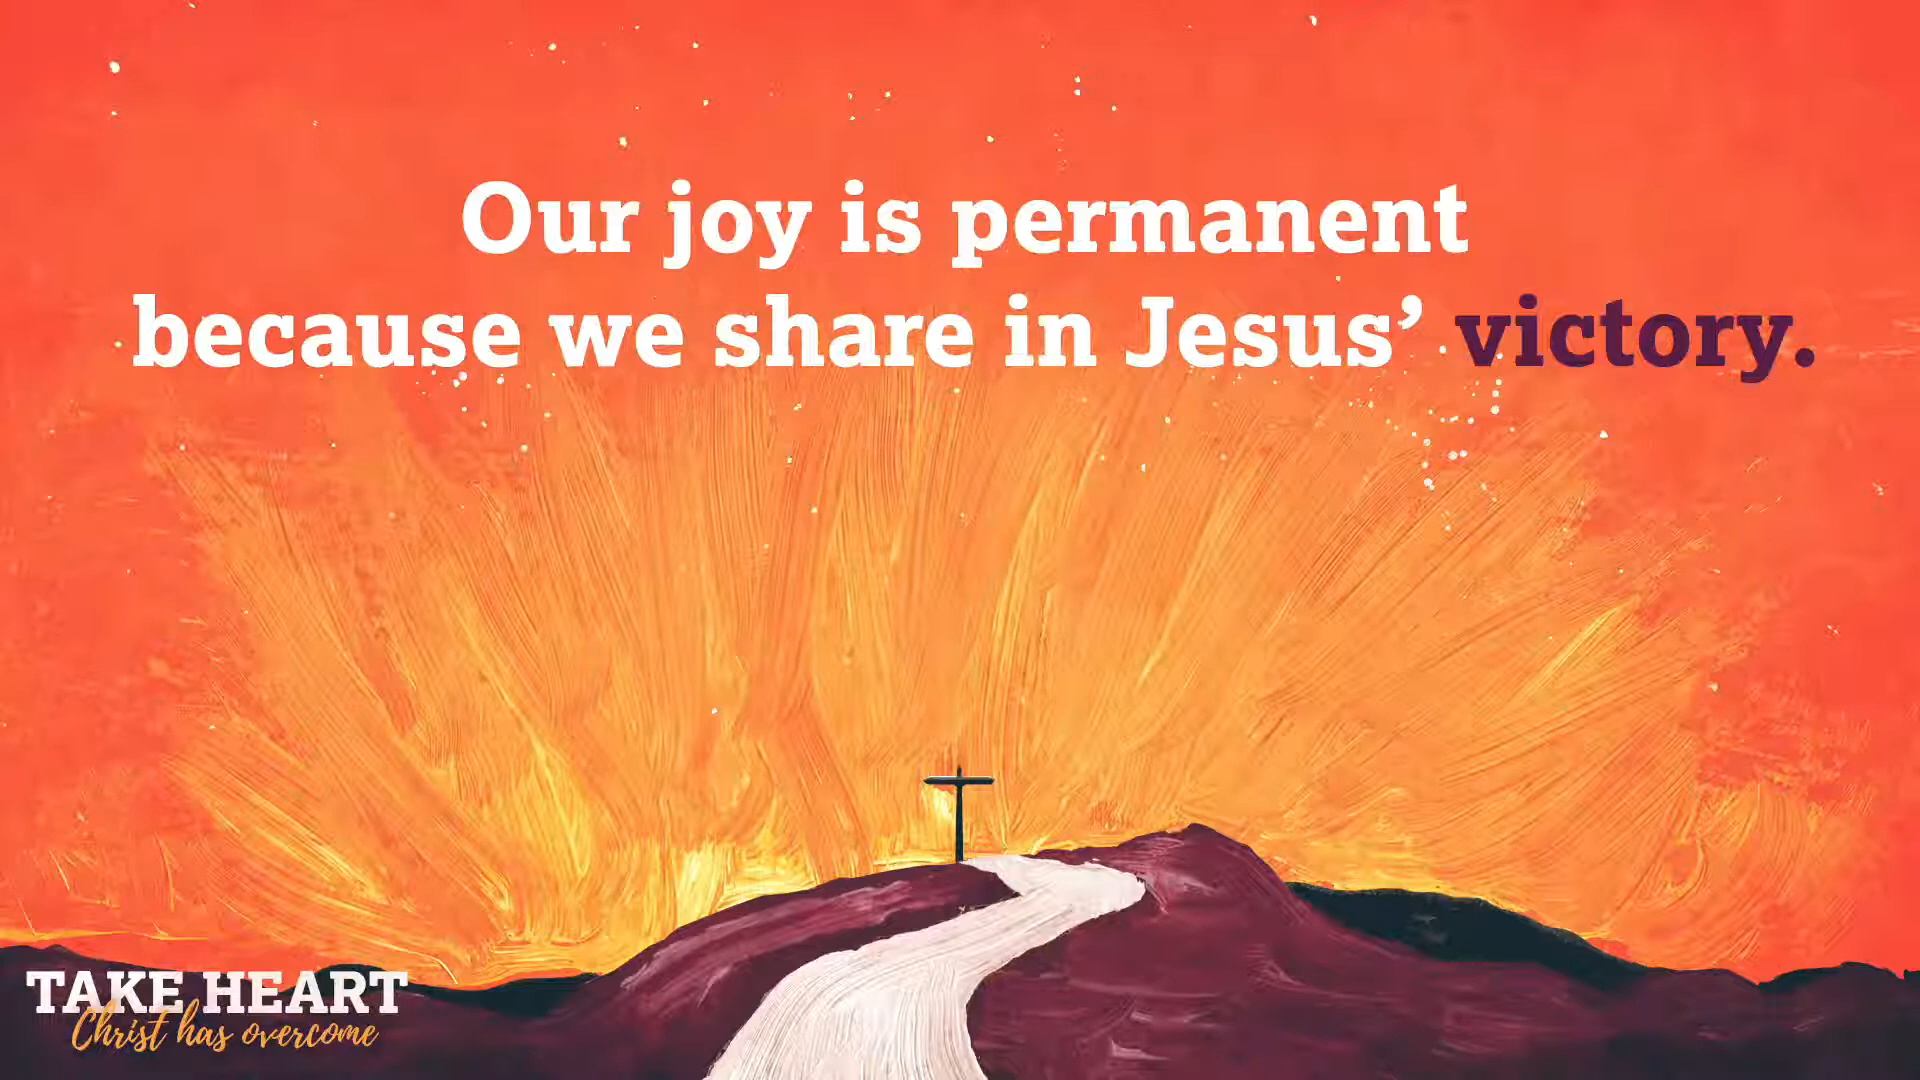 Our joy is permanent
because we share in Jesus’ victory.
TAKE HEART
Christ has overcome